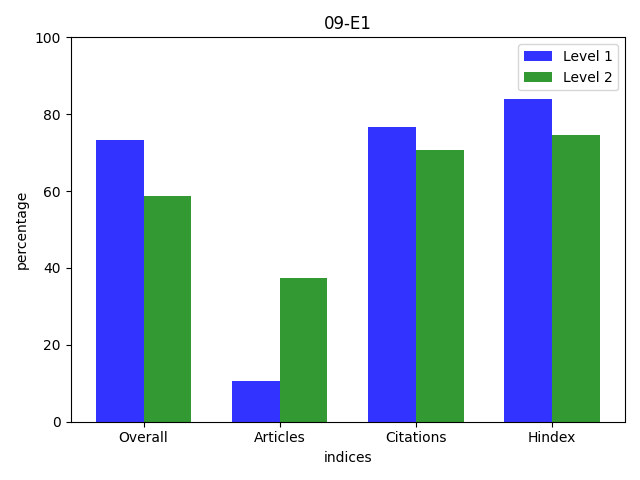 09-E1
100
80
60
40
20
0
percentage
Level 1
Level 2
Overall
Articles
Citations
Hindex
indices